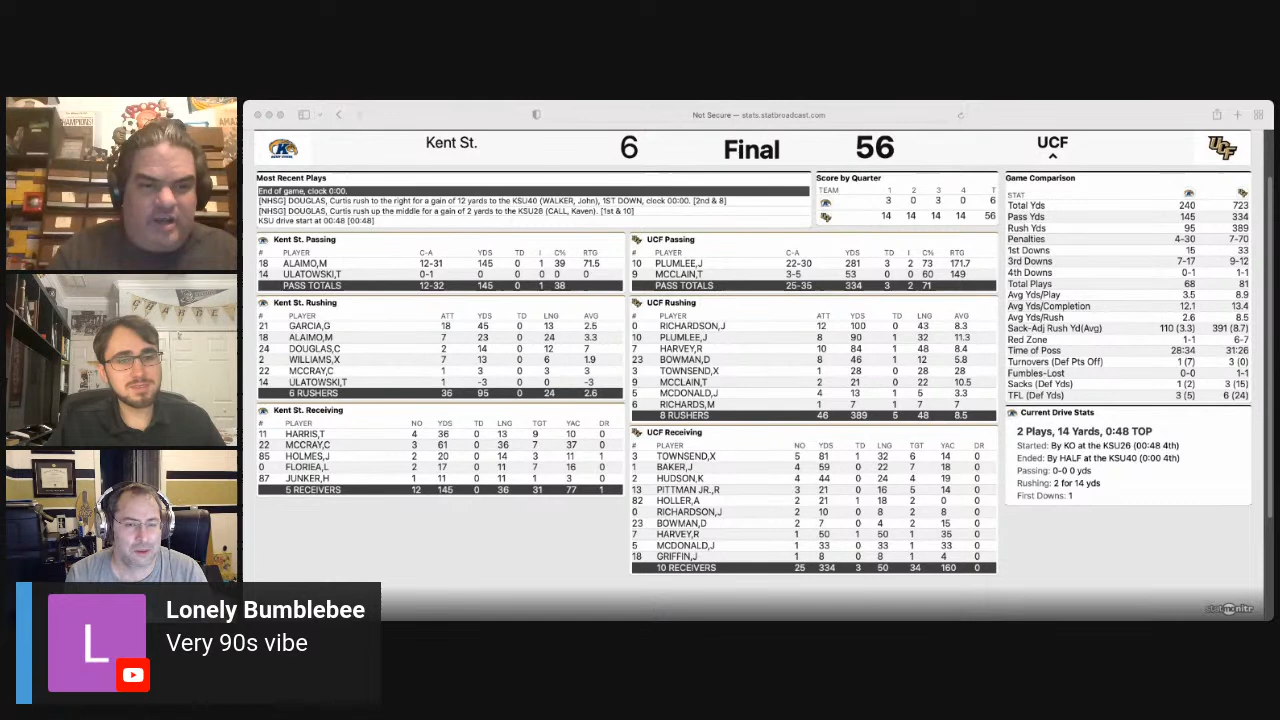 Not Secure — stats.statbroadcast.com
Kent St. 6 Final 56 UCF
Most Recent Plays
End of game, clock 0:00.
[NHSG] DOUGLAS, Curtis rush to the right for a gain of 12 yards to the KSU40 (WALKER, John), 1ST DOWN, clock 00:00. [2nd & 8]
[NHSG] DOUGLAS, Curtis rush up the middle for a gain of 2 yards to the KSU28 (CALL, Kaven). [1st & 10]
KSU drive start at 00:48 [00:48]
Score by Quarter
TEAM 1 2 3 4 T
3 0 3 0 6
14 14 14 14 56
Kent St. Passing
# PLAYER C-A YDS TD I C% RTG
18 ALAIMO,M 12-31 145 0 1 39 71.5
14 ULATOWSKI,T 0-1 0 0 0 0 0
PASS TOTALS 12-32 145 0 1 38
Kent St. Rushing
# PLAYER ATT YDS TD LNG AVG
21 GARCIA,G 18 45 0 13 2.5
18 ALAIMO,M 7 23 0 24 3.3
24 DOUGLAS,C 2 14 0 12 7
2 WILLIAMS,X 7 13 0 6 1.9
22 MCCRAY,C 1 3 0 3 3
14 ULATOWSKI,T 1 -3 0 0 -3
6 RUSHERS 36 95 0 24 2.6
Kent St. Receiving
# PLAYER NO YDS TD LNG TGT YAC DR
11 HARRIS,T 4 36 0 13 9 10 0
22 MCCRAY,C 3 61 0 36 7 37 0
85 HOLMES,J 2 20 0 14 3 11 1
0 FLORIEA,L 2 17 0 11 7 16 0
87 JUNKER,H 1 11 0 11 1 3 0
5 RECEIVERS 12 145 0 36 31 77 1
UCF Passing
# PLAYER C-A YDS TD I C% RTG
10 PLUMLEE,J 22-30 281 3 2 73 171.7
9 MCCLAIN,T 3-5 53 0 0 60 149
PASS TOTALS 25-35 334 3 2 71
UCF Rushing
# PLAYER ATT YDS TD LNG AVG
0 RICHARDSON,J 12 100 0 43 8.3
10 PLUMLEE,J 8 90 1 32 11.3
7 HARVEY,R 10 84 1 48 8.4
23 BOWMAN,D 8 46 1 12 5.8
3 TOWNSEND,X 1 28 0 28 28
9 MCCLAIN,T 2 21 0 22 10.5
5 MCDONALD,J 4 13 1 5 3.3
6 RICHARDS,M 1 7 1 7 7
8 RUSHERS 46 389 5 48 8.5
UCF Receiving
# PLAYER NO YDS TD LNG TGT YAC DR
3 TOWNSEND,X 5 81 1 32 6 14 0
1 BAKER,J 4 59 0 22 7 18 0
2 HUDSON,K 4 44 0 24 4 19 0
13 PITTMAN JR.,R 3 21 0 16 5 14 0
82 HOLLER,A 2 21 1 18 2 0 0
0 RICHARDSON,J 2 10 0 8 2 8 0
23 BOWMAN,D 2 7 0 4 2 15 0
7 HARVEY,R 1 50 1 50 1 35 0
5 MCDONALD,J 1 33 0 33 1 33 0
18 GRIFFIN,J 1 8 0 8 1 4 0
10 RECEIVERS 25 334 3 50 34 160 0
Game Comparison
STAT
Total Yds 240 723
Pass Yds 145 334
Rush Yds 95 389
Penalties 4-30 7-70
1st Downs 15 33
3rd Downs 7-17 9-12
4th Downs 0-1 1-1
Total Plays 68 81
Avg Yds/Play 3.5 8.9
Avg Yds/Completion 12.1 13.4
Avg Yds/Rush 2.6 8.5
Sack-Adj Rush Yd(Avg) 110 (3.3) 391 (8.7)
Red Zone 1-1 6-7
Time of Poss 28:34 31:26
Turnovers (Def Pts Off) 1 (7) 3 (0)
Fumbles-Lost 0-0 1-1
Sacks (Def Yds) 1 (2) 3 (15)
TFL (Def Yds) 3 (5) 6 (24)
Current Drive Stats
2 Plays, 14 Yards, 0:48 TOP
Started: By KO at the KSU26 (00:48 4th)
Ended: By HALF at the KSU40 (0:00 4th)
Passing: 0-0 0 yds
Rushing: 2 for 14 yds
First Downs: 1
L
Lonely Bumblebee
Very 90s vibe